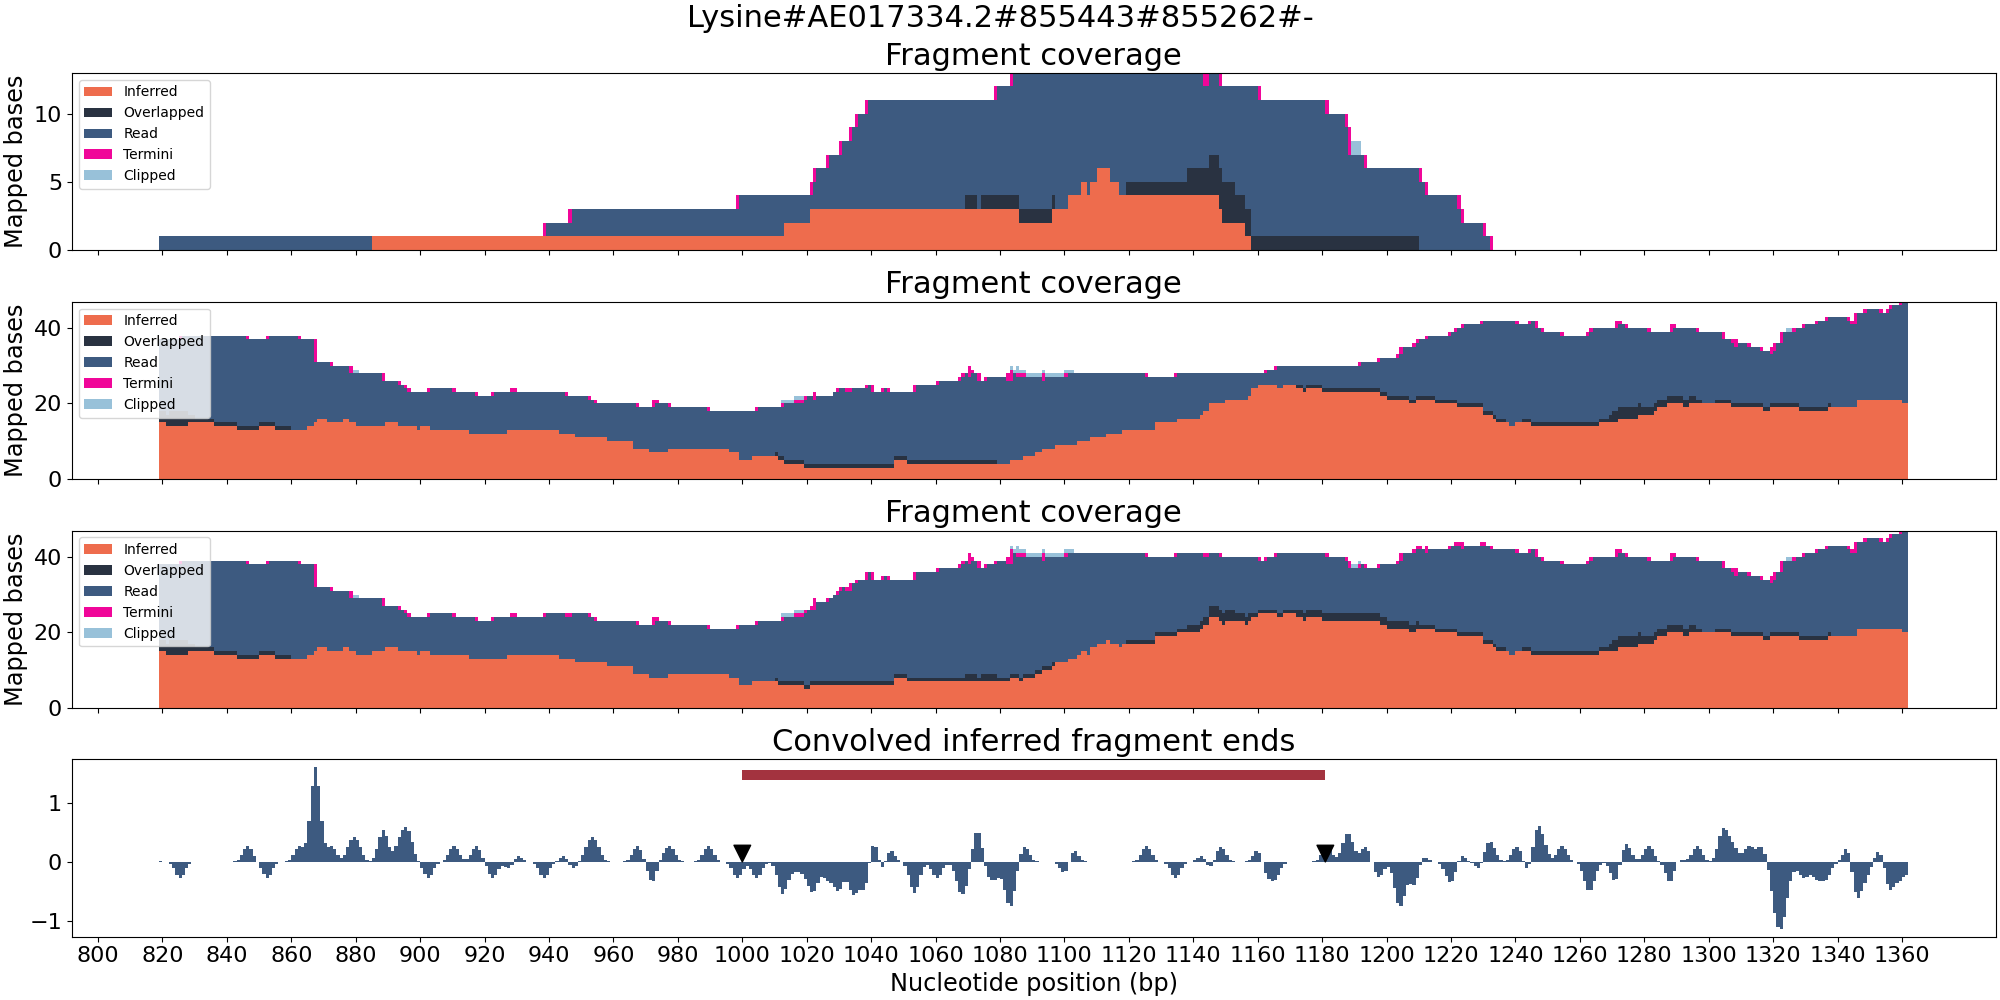 Lysine#AE017334.2#855443#855262#-
Fragment coverage
Mapped bases
10
5
0
Inferred
Overlapped
Read
Termini
Clipped
Fragment coverage
Mapped bases
40
20
0
Inferred
Overlapped
Read
Termini
Clipped
Fragment coverage
Mapped bases
40
20
0
Inferred
Overlapped
Read
Termini
Clipped
Convolved inferred fragment ends
1
0
−1
800 820 840 860 880 900 920 940 960 980 1000 1020 1040 1060 1080 1100 1120 1140 1160 1180 1200 1220 1240 1260 1280 1300 1320 1340 1360
Nucleotide position (bp)